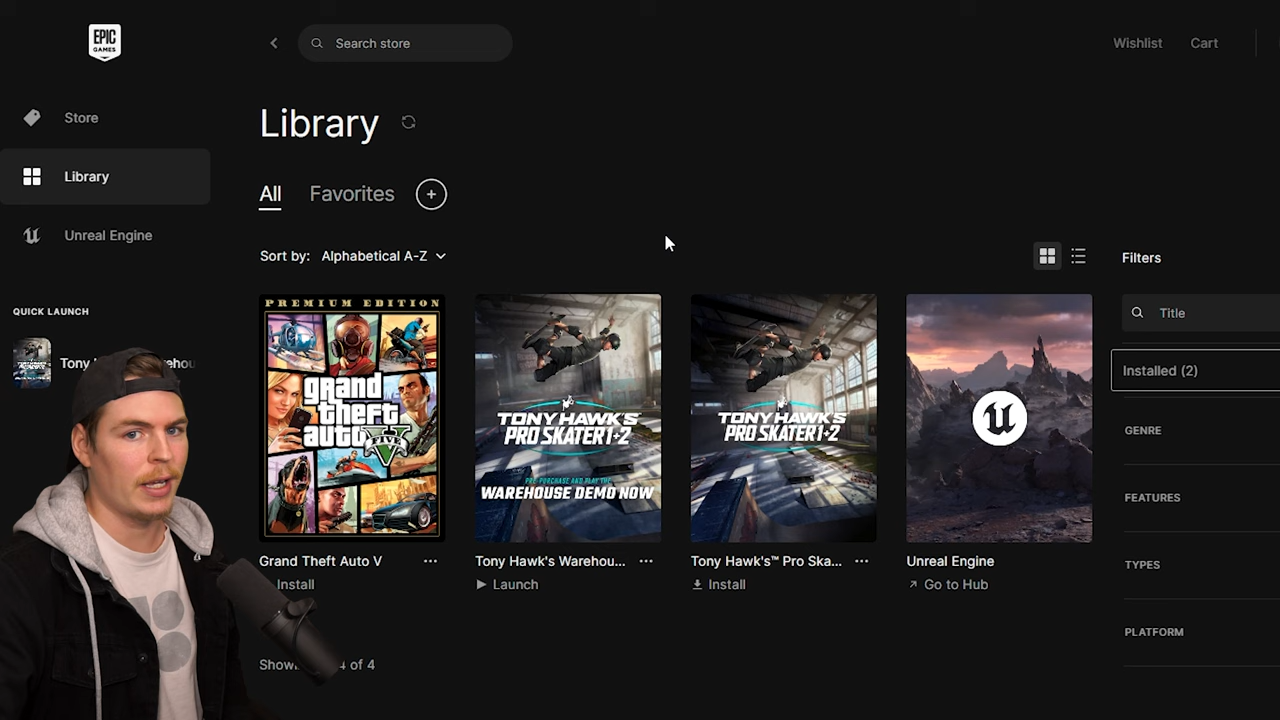 EPIC
GAMES
Search store
Wishlist
Cart
Store
Library
Unreal Engine
QUICK LAUNCH
Library
All
Favorites
Sort by: Alphabetical A-Z
Filters
Title
Installed (2)
GENRE
FEATURES
TYPES
PLATFORM
PREMIUM EDITION
grand
theft
auto
V
FIVE
Grand Theft Auto V
Install
TONY HAWK'S
PRO SKATER 1+2
PRE-PURCHASE AND PLAY THE
WAREHOUSE DEMO NOW
Tony Hawk's Warehou...
Launch
TONY HAWK'S
PRO SKATER 1+2
Tony Hawk's™ Pro Ska...
Install
Unreal Engine
Go to Hub
of 4